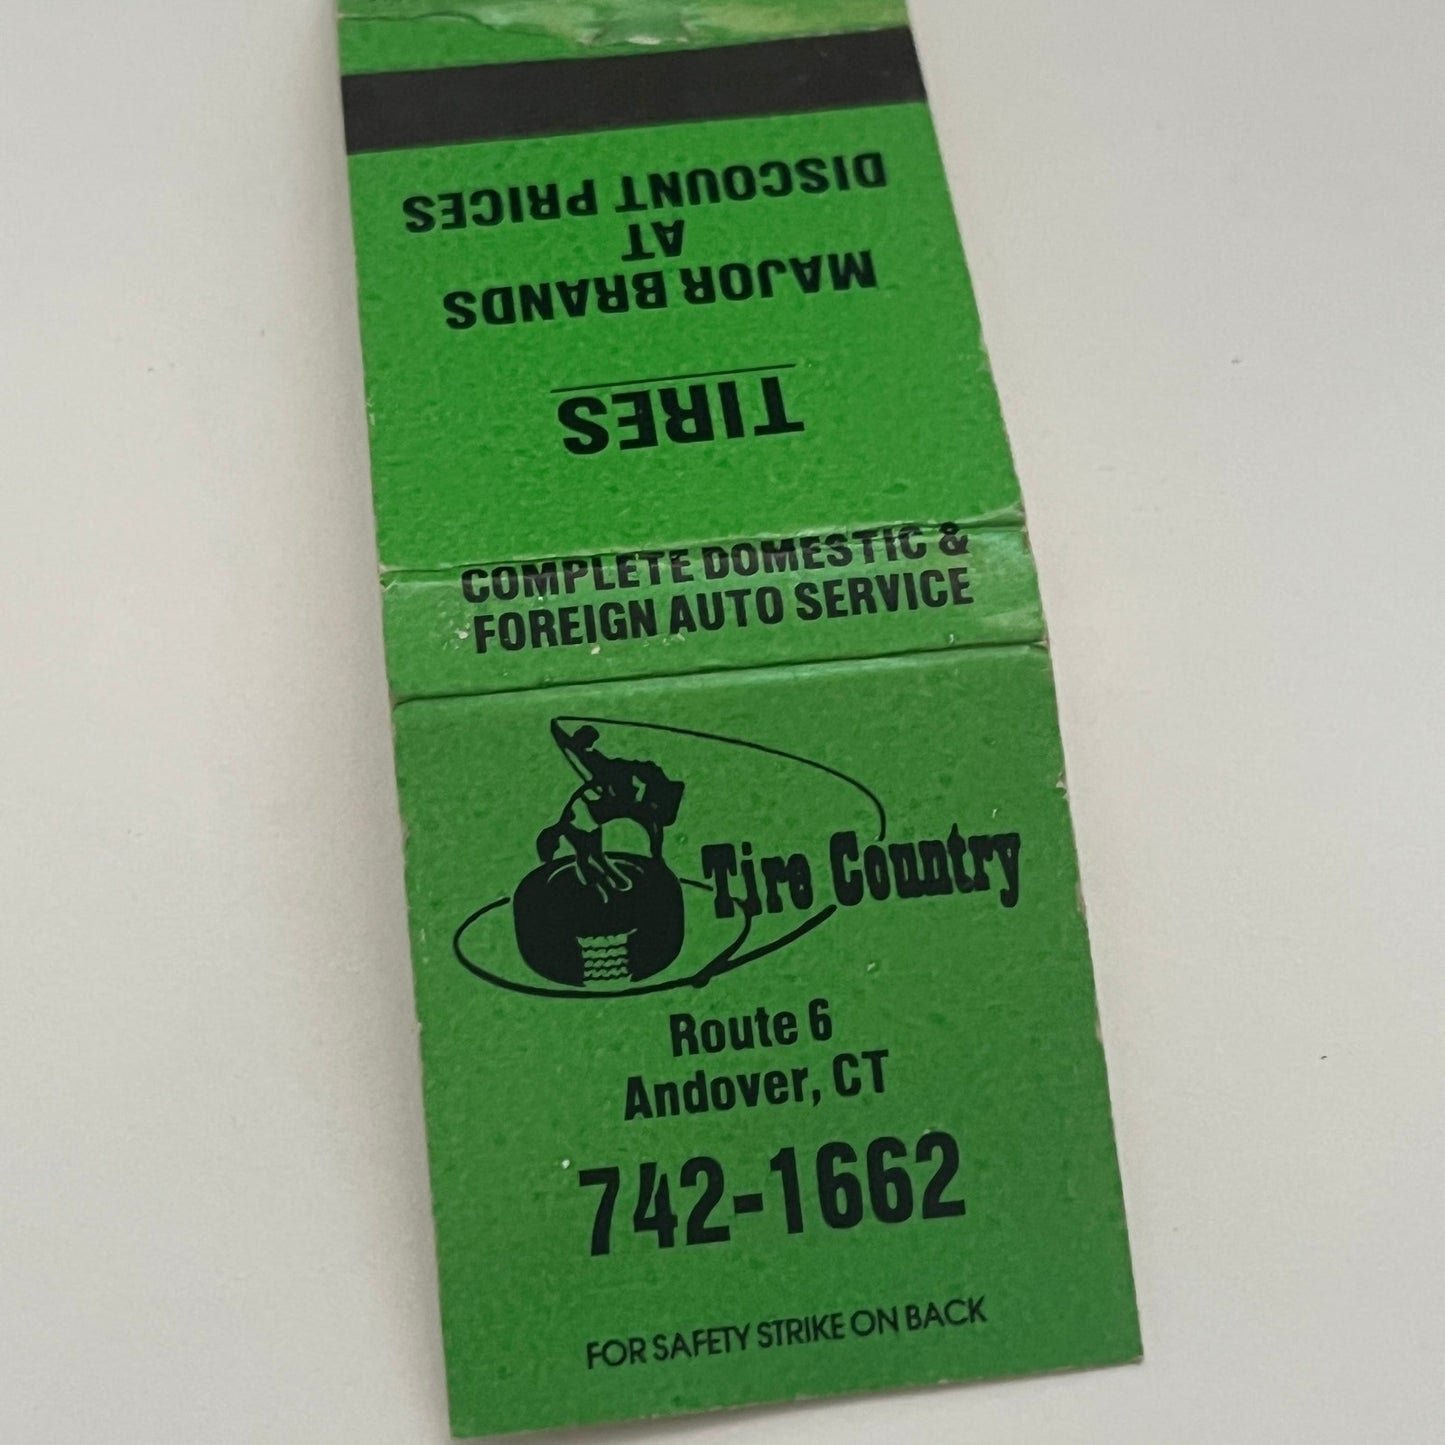 DISCOUNT PRICES
AT
MAJOR BRANDS
TIRES
COMPLETE DOMESTIC &
FOREIGN AUTO SERVICE
Tire Country
Route 6
Andover, CT
742-1662
FOR SAFETY STRIKE ON BACK